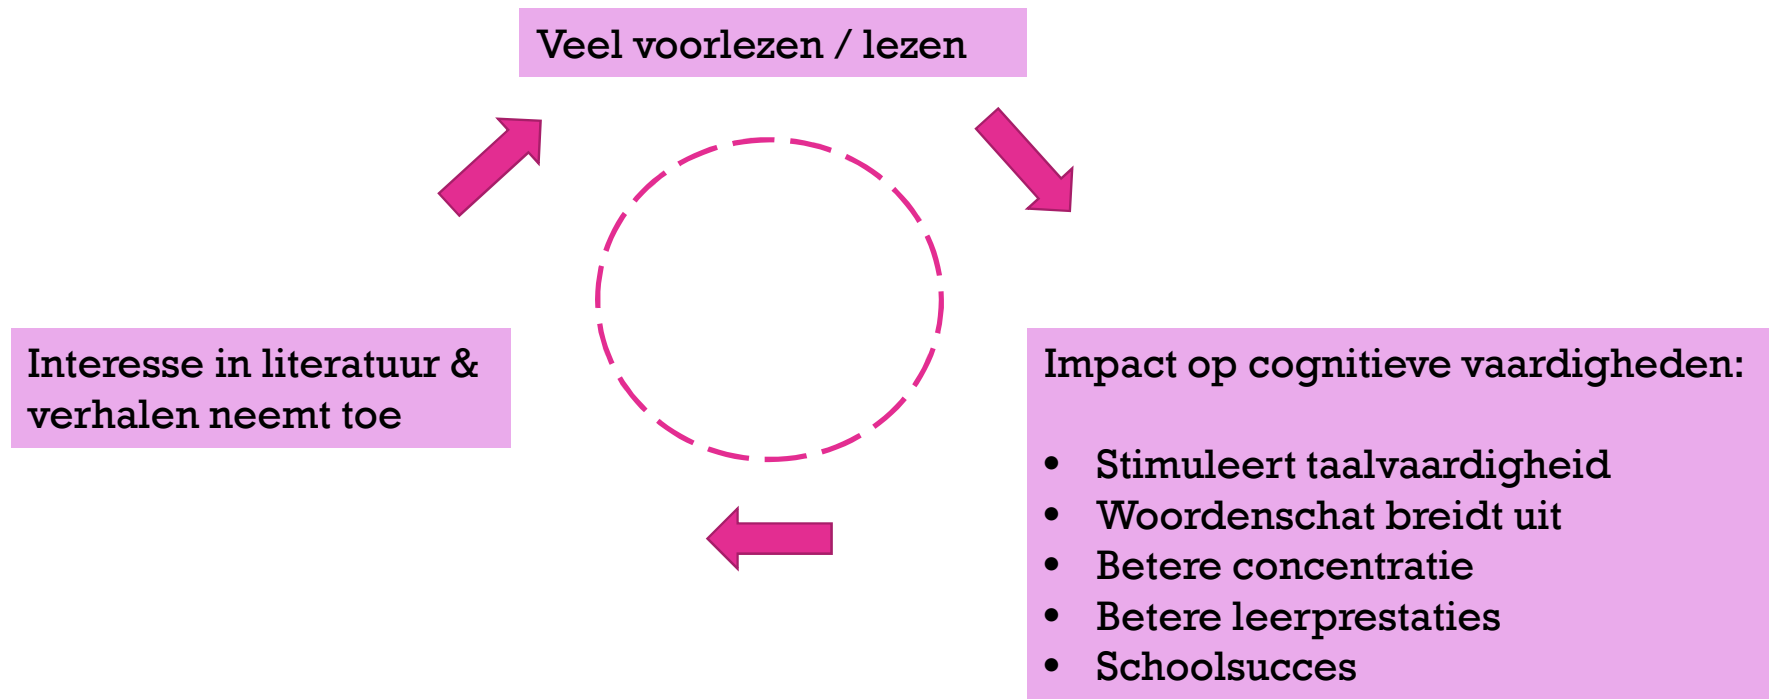 Veel voorlezen / lezen
Interesse in literatuur &
verhalen neemt toe
Impact op cognitieve vaardigheden:
• Stimuleert taalvaardigheid
• Woordenschat breidt uit
• Betere concentratie
• Betere leerprestaties
• Schoolsucces